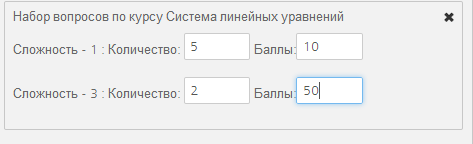 Набор вопросов по курсу Система линейных уравнений ✖
Сложность - 1 : Количество: 5 Баллы: 10
Сложность - 3 : Количество: 2 Баллы: 50